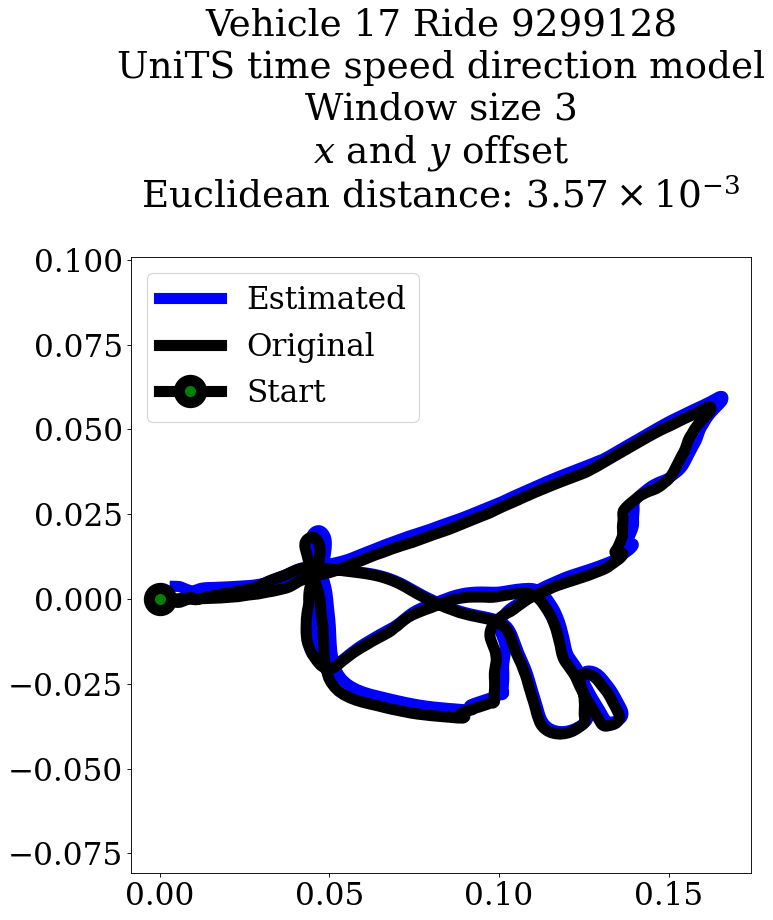 Vehicle 17 Ride 9299128
UniTS time speed direction model
Window size 3
x and y offset
Euclidean distance: 3.57 × 10⁻³
0.100
0.075
0.050
0.025
0.000
−0.025
−0.050
−0.075
Estimated
Original
Start
0.00 0.05 0.10 0.15